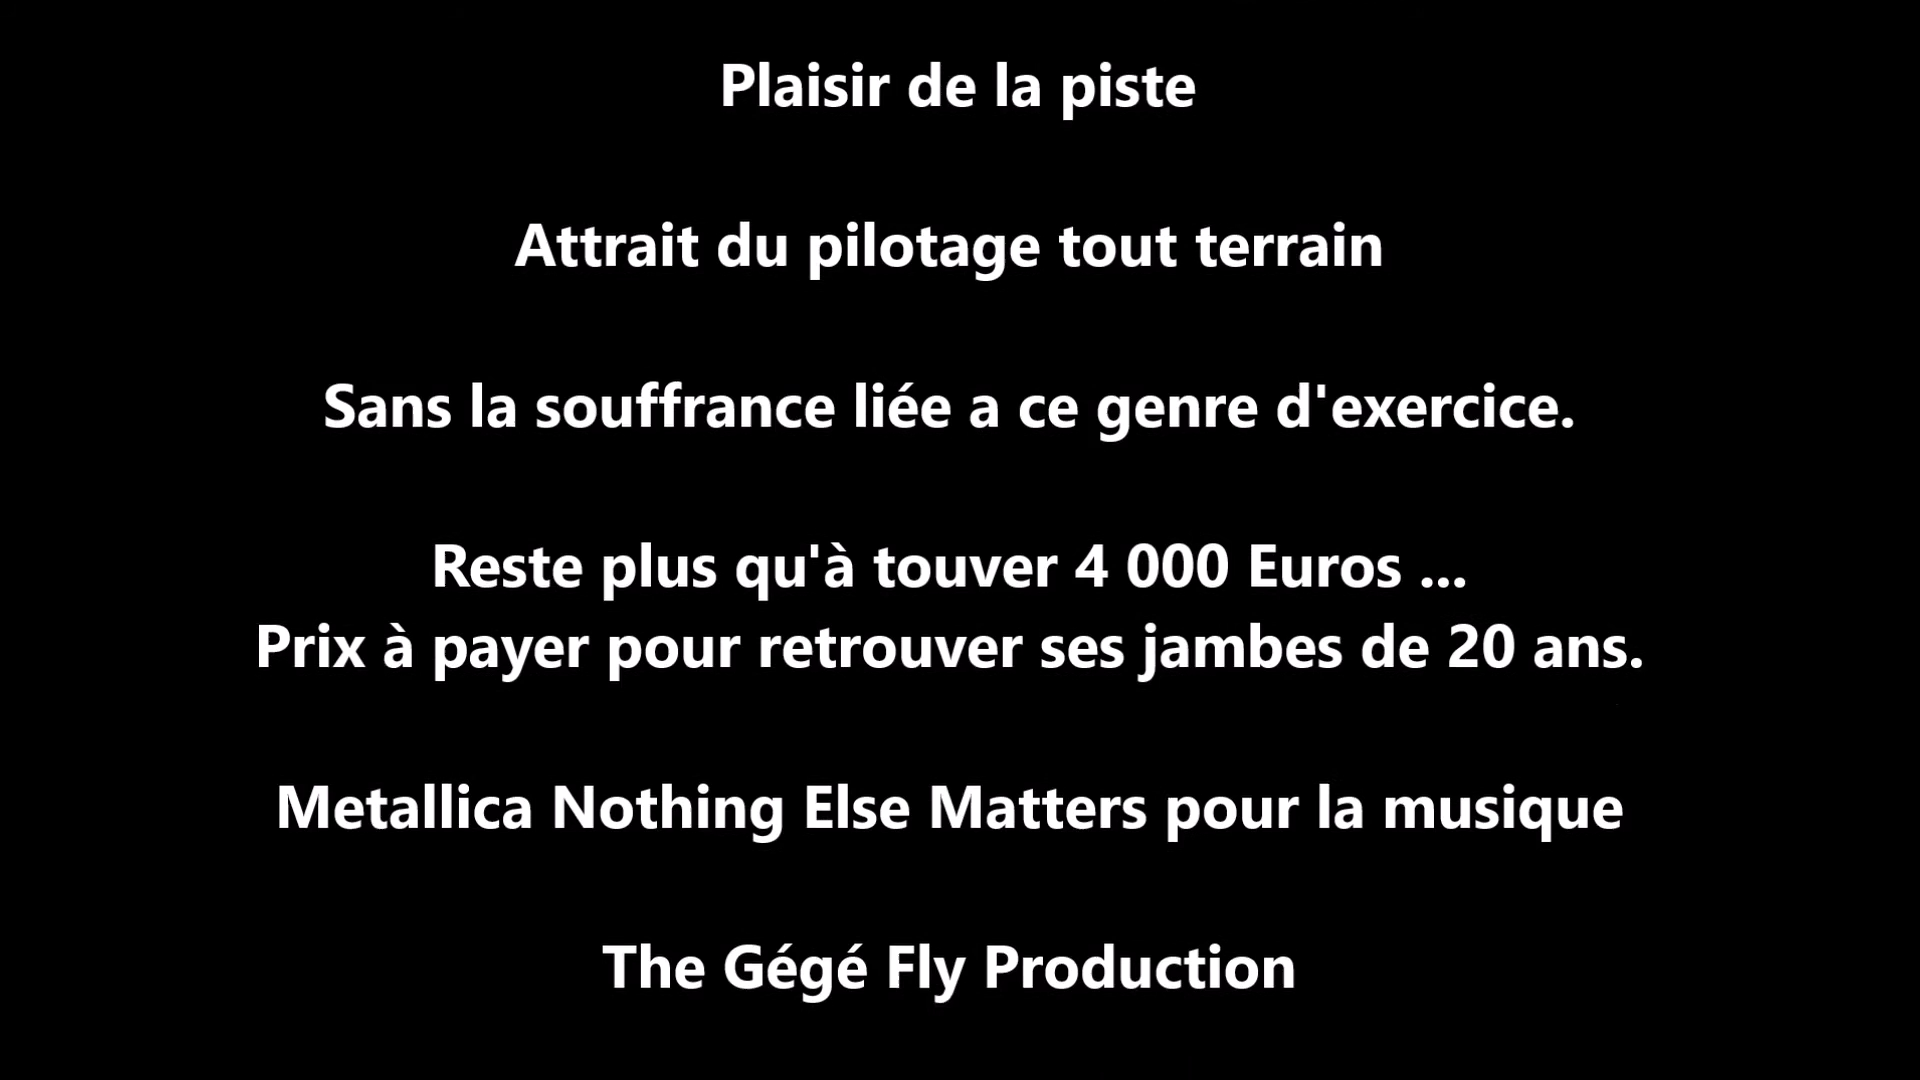 Plaisir de la piste
Attrait du pilotage tout terrain
Sans la souffrance liée a ce genre d'exercice.
Reste plus qu'à touver 4 000 Euros ...
Prix à payer pour retrouver ses jambes de 20 ans.
Metallica Nothing Else Matters pour la musique
The Gégé Fly Production